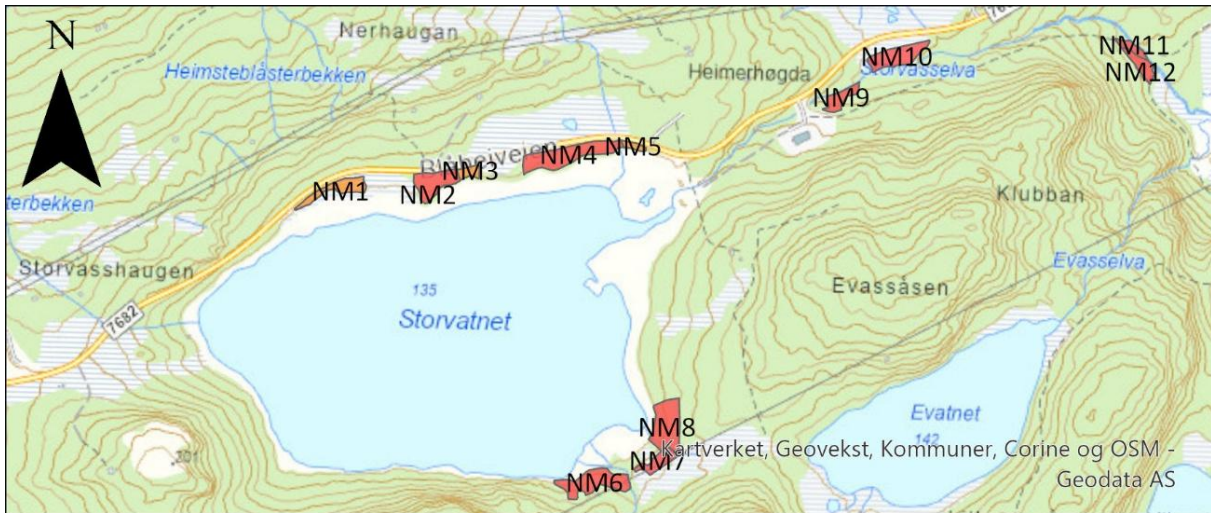 N
Nerhaugan
Heimsteblåsterbekken
Heimerhøgda
NM10
Storvasselva
NM11
NM12
NM9
NM5
NM4
NM3
NM2
NM1
terbekken
Klubban
Storvasshaugen
Evasselva
Evassåsen
135
Storvatnet
7682
Evatnet
142
NM8
Kartverket, Geovekst, Kommuner, Corine og OSM -
Geodata AS
NM7
NM6